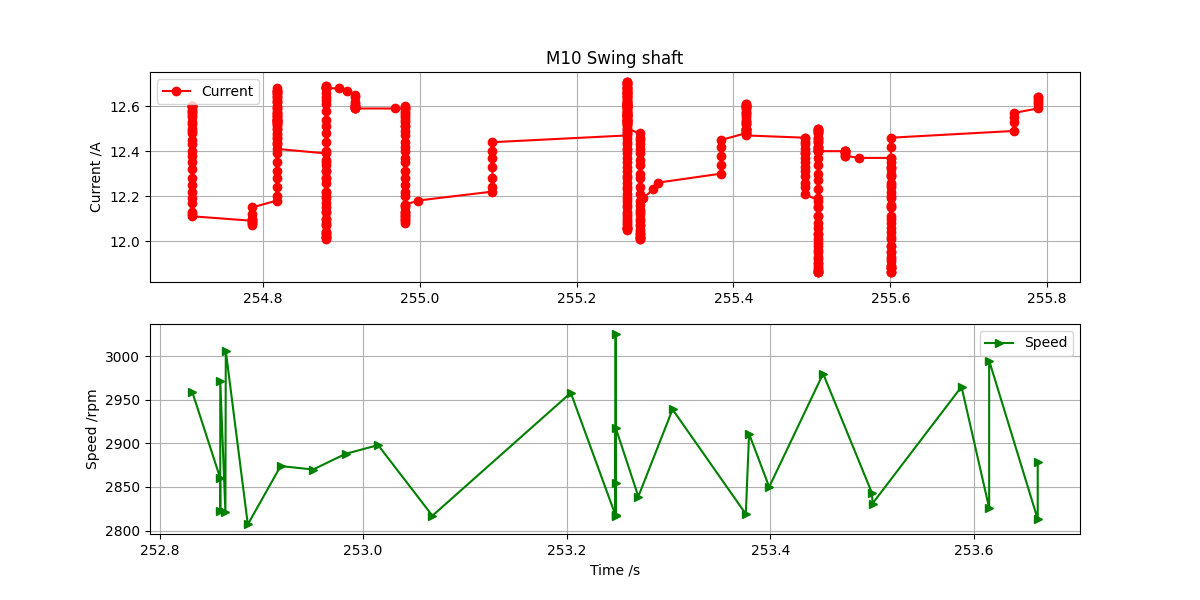 M10 Swing shaft
Current
Current /A
12.6
12.4
12.2
12.0
254.8 255.0 255.2 255.4 255.6 255.8
Speed
Speed /rpm
3000
2950
2900
2850
2800
252.8 253.0 253.2 253.4 253.6
Time /s